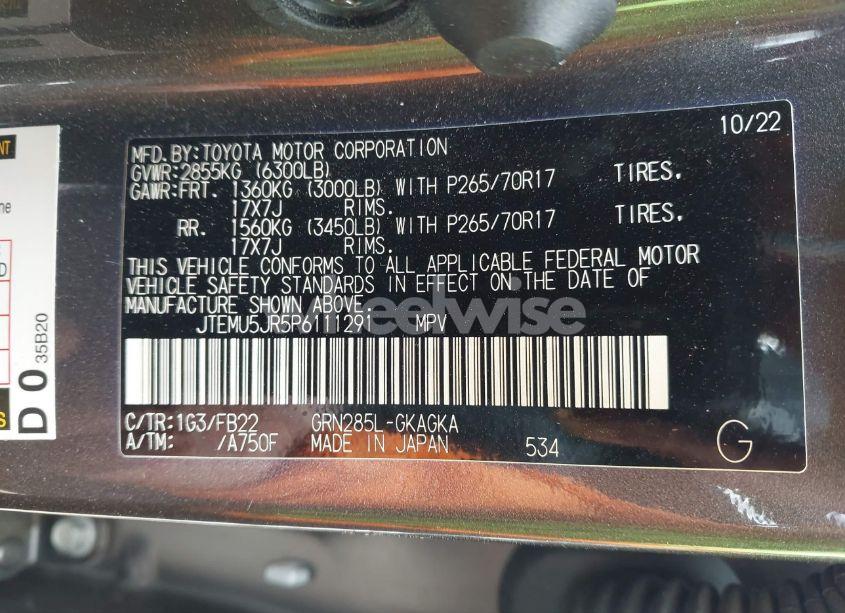 10/22
MFD.BY:TOYOTA MOTOR CORPORATION
GVWR:2855KG (6300LB)
GAWR:FRT. 1360KG (3000LB) WITH P265/70R17 TIRES.
17X7J RIMS.
RR. 1560KG (3450LB) WITH P265/70R17 TIRES.
17X7J RIMS.
THIS VEHICLE CONFORMS TO ALL APPLICABLE FEDERAL MOTOR
VEHICLE SAFETY STANDARDS IN EFFECT ON THE DATE OF
MANUFACTURE SHOWN ABOVE.
JTEMU5JR5P6111291 MPV
C/TR:1G3/FB22 GRN285L-GKAGKA
A/TM: /A750F MADE IN JAPAN 534 G
D 0 35B20